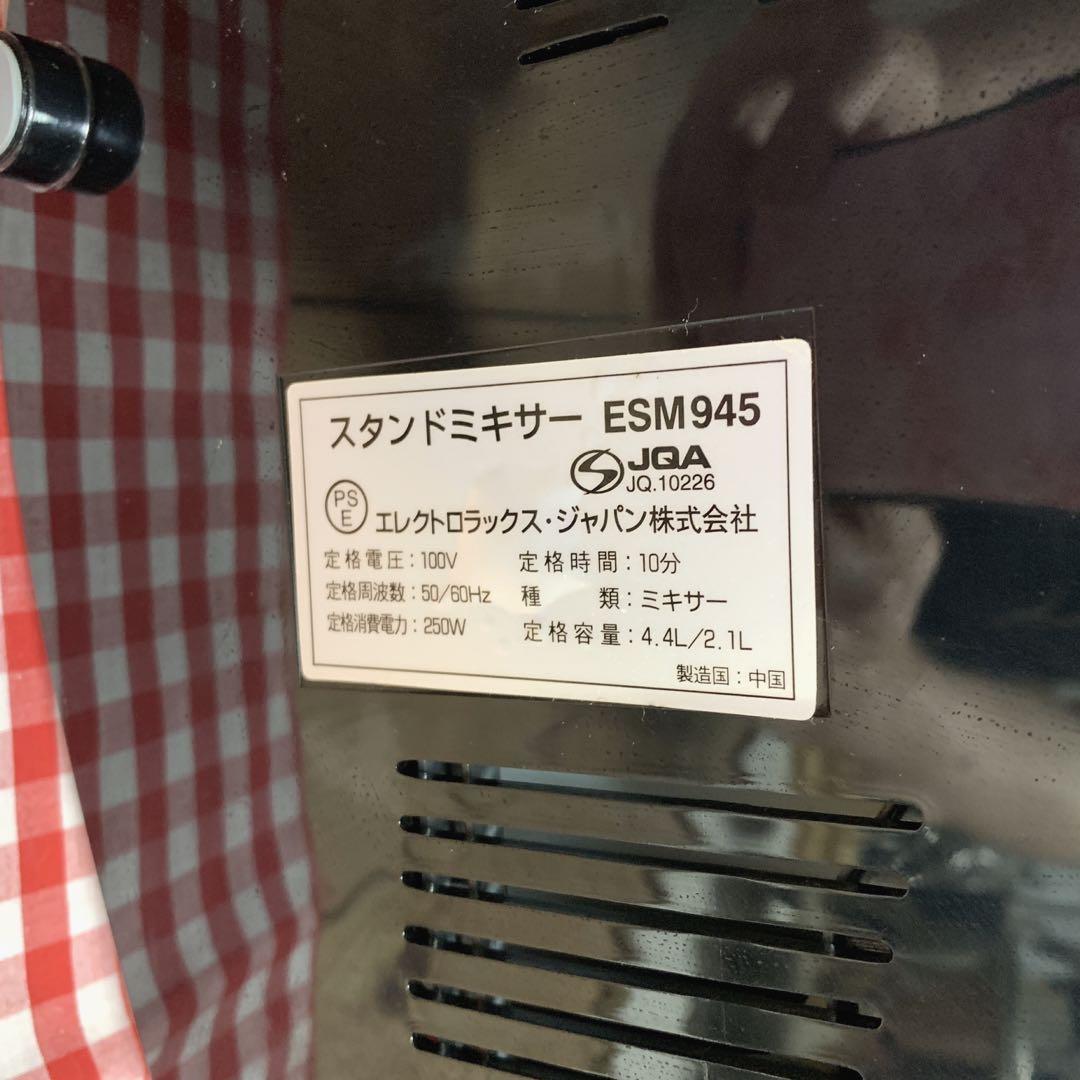 スタンドミキサー ESM945
JQA
JQ.10226
PS
E
エレクトロラックス・ジャパン株式会社
定格電圧：100V 定格時間：10分
定格周波数：50/60Hz 種 類：ミキサー
定格消費電力：250W 定格容量：4.4L/2.1L
製造国：中国